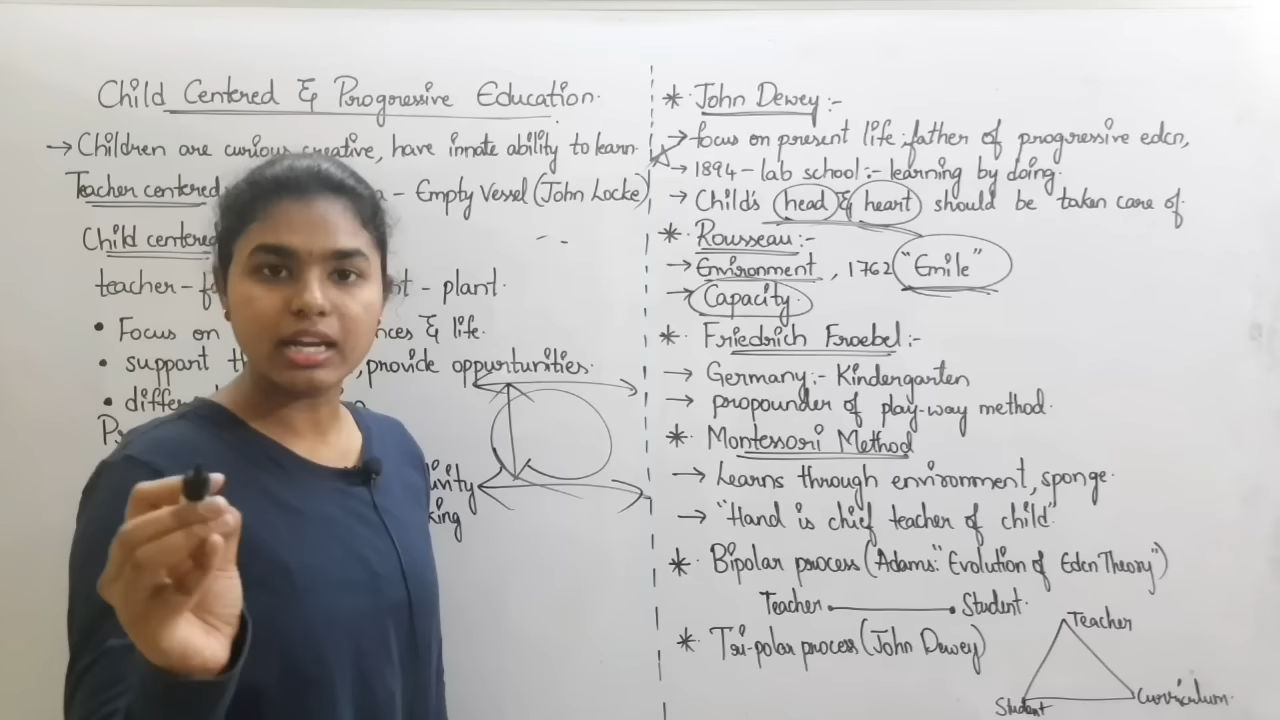 Child Centered & Progressive Education.
→ Children are curious, creative, have innate ability to learn.
Teacher centered - Empty Vessel (John Locke)
Child centered
teacher - plant.
• Focus on & life.
• support , provide oppurtunities.
•
* John Dewey :-
→ focus on present life ; father of progressive edcn,
→ 1894 - lab school :- learning by doing.
→ Child's head & heart should be taken care of.
* Rousseau :-
→ Environment , 1762 "Emile"
→ Capacity.
* Friedrich Froebel :-
→ Germany :- Kindergarten
→ propounder of play-way method.
* Montessori Method
→ Learns through environment, sponge.
→ "Hand is chief teacher of child"
* Bipolar process (Adams: "Evolution of Edcn Theory")
Teacher Student.
* Tri-polar process (John Dewey)
Teacher
Student Curriculum.